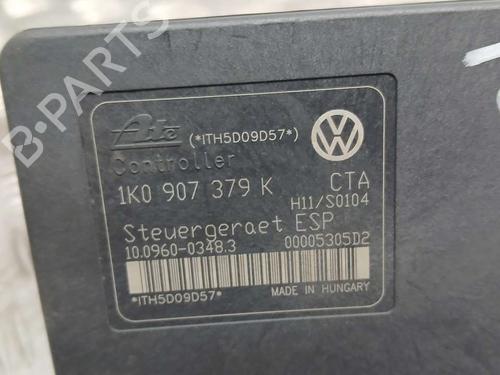 B-PARTS
Ate (*ITH5D09D57*)
Controller
1K0 907 379 K CTA
H11/S0104
Steuergeraet ESP
10.0960-0348.3 00005305D2
*ITH5D09D57* MADE IN HUNGARY